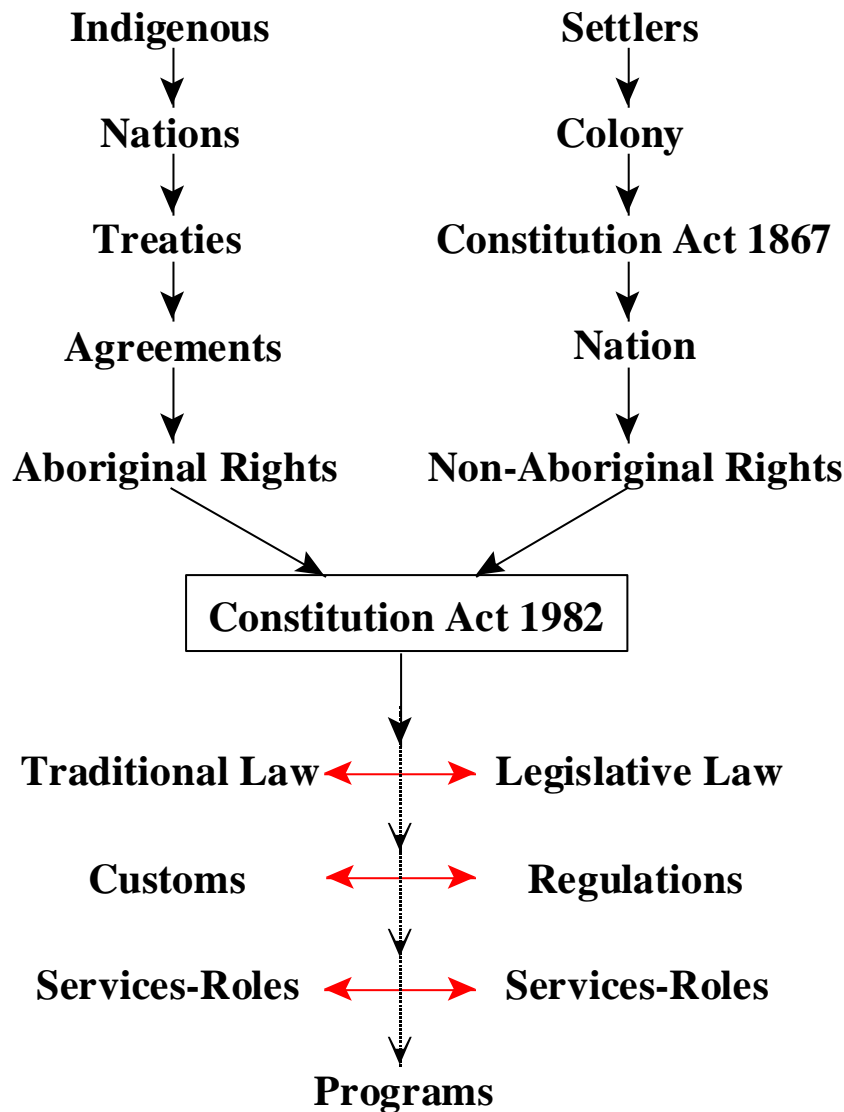 Indigenous
Settlers
Nations
Colony
Treaties
Constitution Act 1867
Agreements
Nation
Aboriginal Rights
Non-Aboriginal Rights
Constitution Act 1982
Traditional Law
Legislative Law
Customs
Regulations
Services-Roles
Services-Roles
Programs